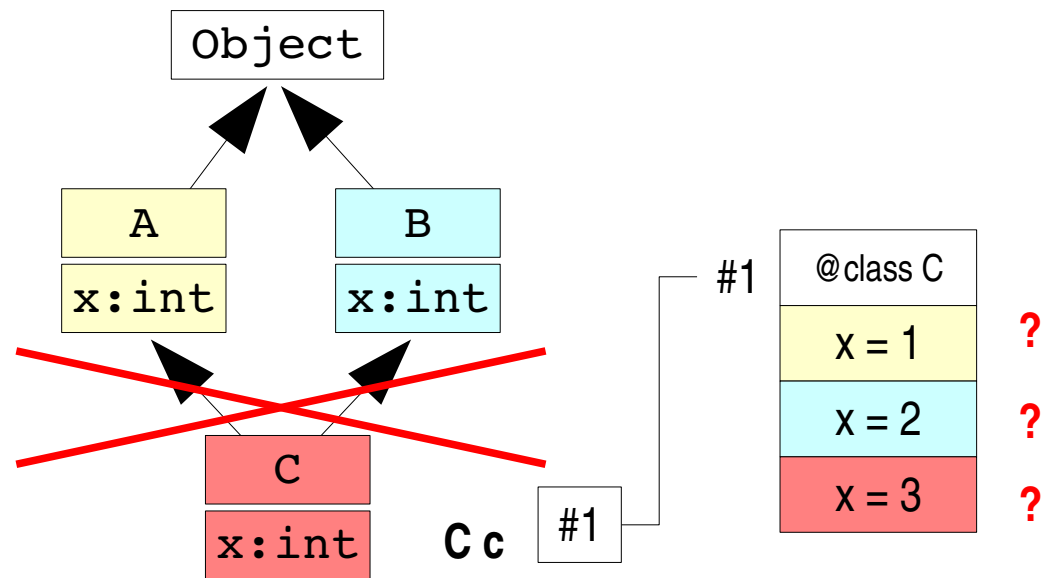 Object
A
B
x:int
x:int
C
x:int
C c
#1
#1
@class C
x = 1
?
x = 2
?
x = 3
?